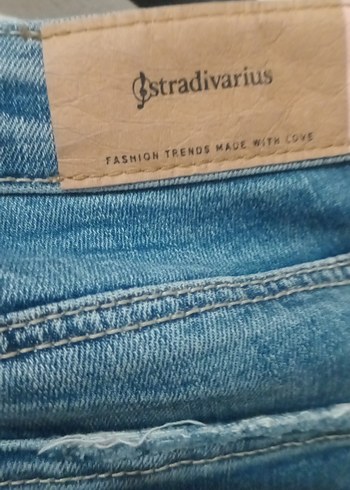 stradivarius
FASHION TRENDS MADE WITH LOVE